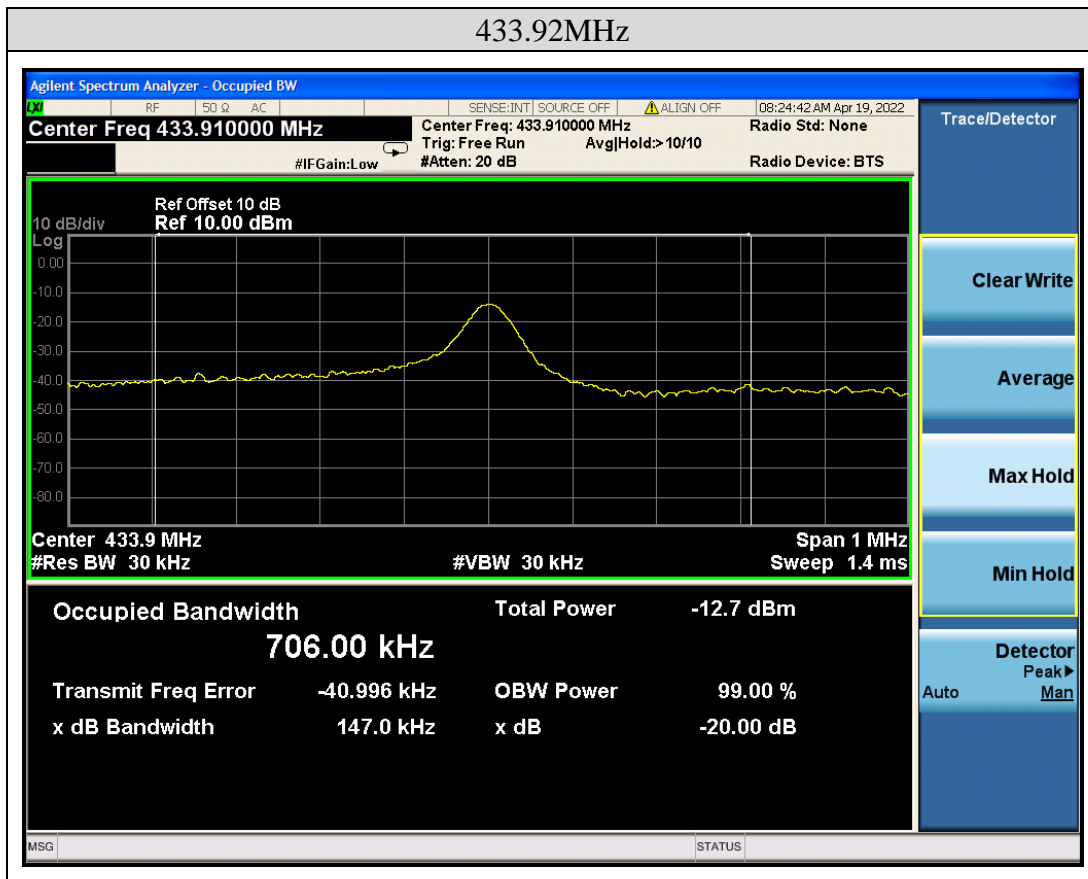 433.92MHz
Agilent Spectrum Analyzer - Occupied BW
LXI RF 50 Ω AC SENSE:INT SOURCE OFF ALIGN OFF 08:24:42 AM Apr 19, 2022
Center Freq 433.910000 MHz Center Freq: 433.910000 MHz Radio Std: None
Trig: Free Run Avg|Hold:> 10/10
#IFGain:Low #Atten: 20 dB Radio Device: BTS
Ref Offset 10 dB
10 dB/div Ref 10.00 dBm
Log
0.00
-10.0
-20.0
-30.0
-40.0
-50.0
-60.0
-70.0
-80.0
Center 433.9 MHz Span 1 MHz
#Res BW 30 kHz #VBW 30 kHz Sweep 1.4 ms
Occupied Bandwidth Total Power -12.7 dBm
706.00 kHz
Transmit Freq Error -40.996 kHz OBW Power 99.00 %
x dB Bandwidth 147.0 kHz x dB -20.00 dB
MSG STATUS
Trace/Detector
Clear Write
Average
Max Hold
Min Hold
Detector
Peak▶
Auto Man